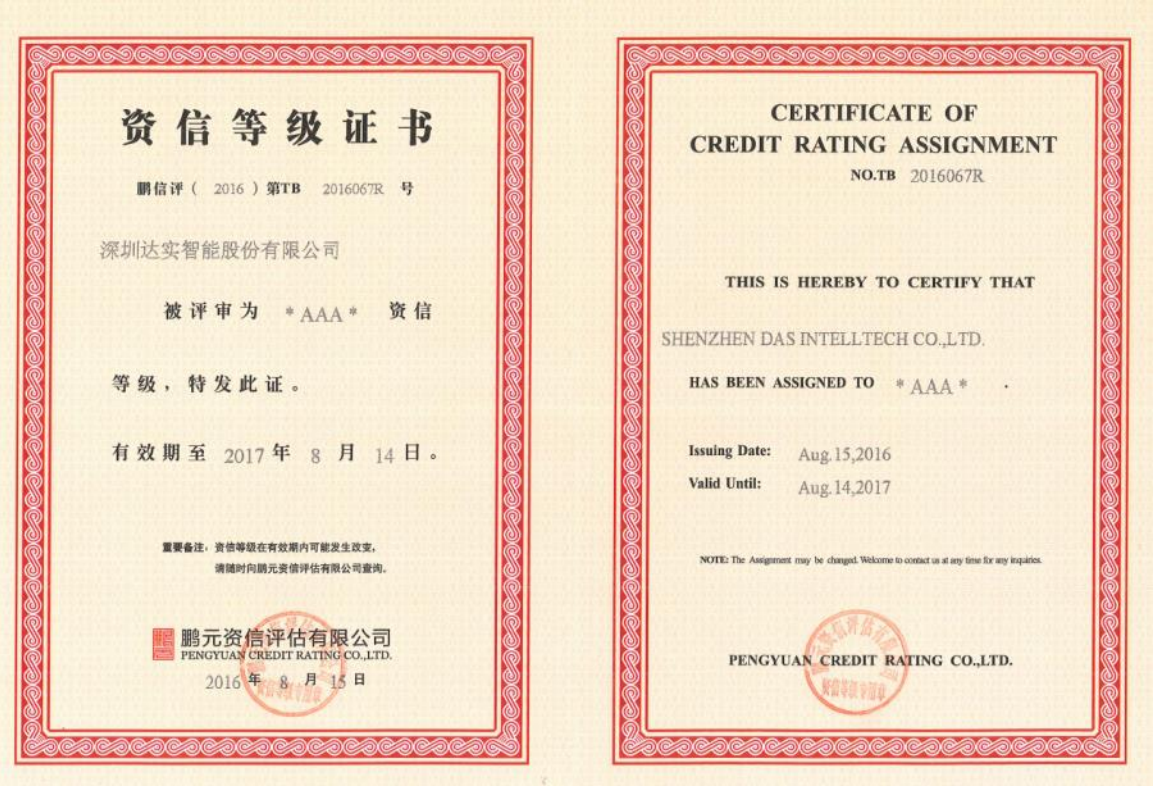 资信等级证书
鹏信评（ 2016 ）第TB 2016067R 号
深圳达实智能股份有限公司
被评审为 *AAA* 资信
等级，特发此证。
有效期至 2017 年 8 月 14 日。
重要备注：资信等级在有效期内可能发生改变，
请随时向鹏元资信评估有限公司查询。
鹏元资信评估有限公司
PENGYUAN CREDIT RATING CO.,LTD.
2016 年 8 月 15 日
CERTIFICATE OF
CREDIT RATING ASSIGNMENT
NO.TB 2016067R
THIS IS HEREBY TO CERTIFY THAT
SHENZHEN DAS INTELLTECH CO.,LTD.
HAS BEEN ASSIGNED TO *AAA* .
Issuing Date: Aug.15,2016
Valid Until: Aug.14,2017
NOTE: The Assignment may be changed. Welcome to contact us at any time for any inquiries.
PENGYUAN CREDIT RATING CO.,LTD.